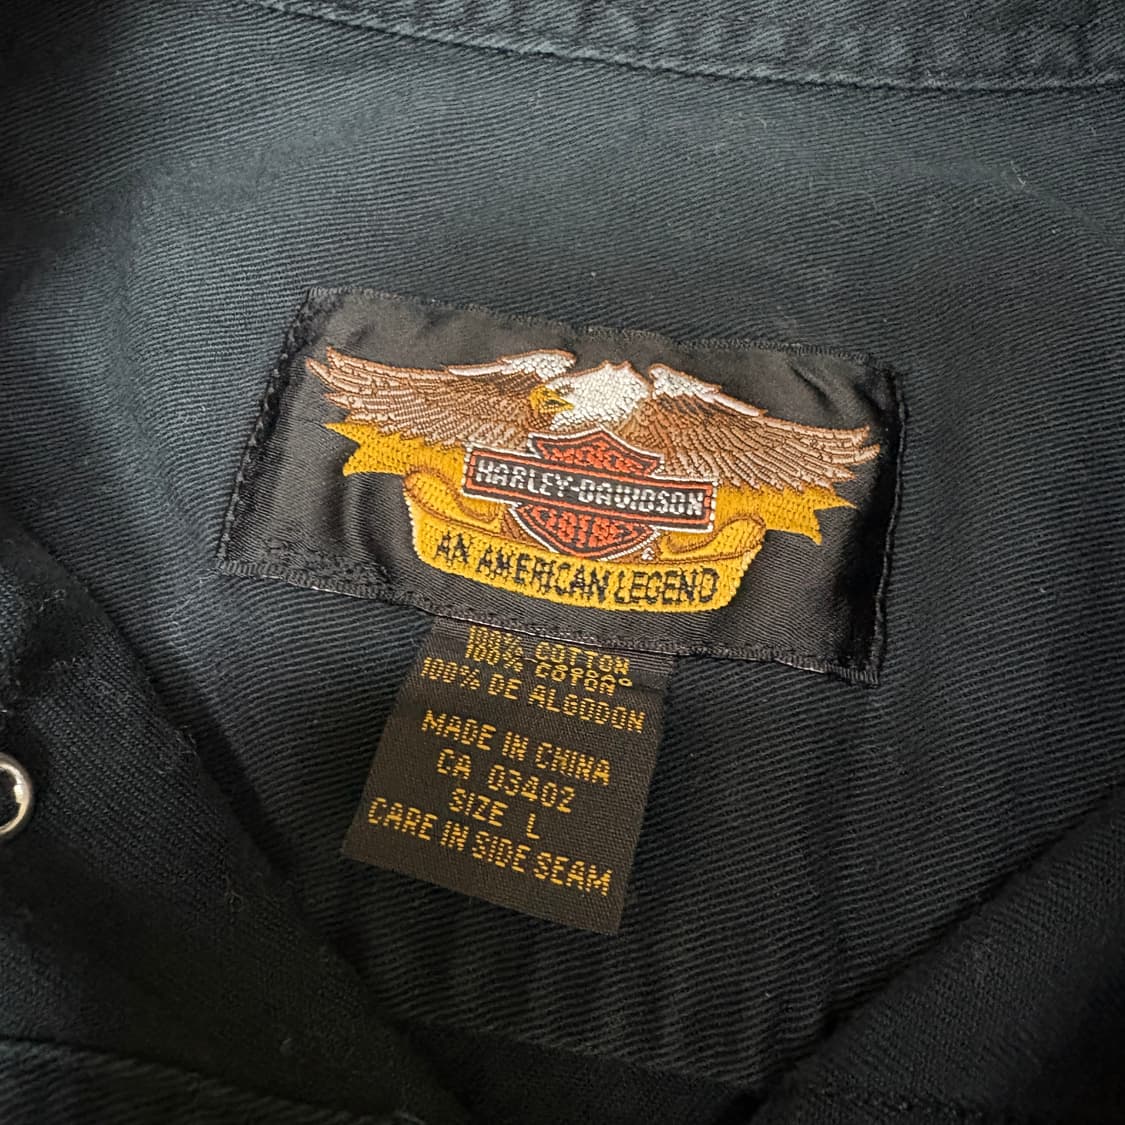 MOTOR
HARLEY-DAVIDSON
AN AMERICAN LEGEND
100% COTTON
100% COTON
100% DE ALGODON
MADE IN CHINA
CA 03402
SIZE L
CARE IN SIDE SEAM